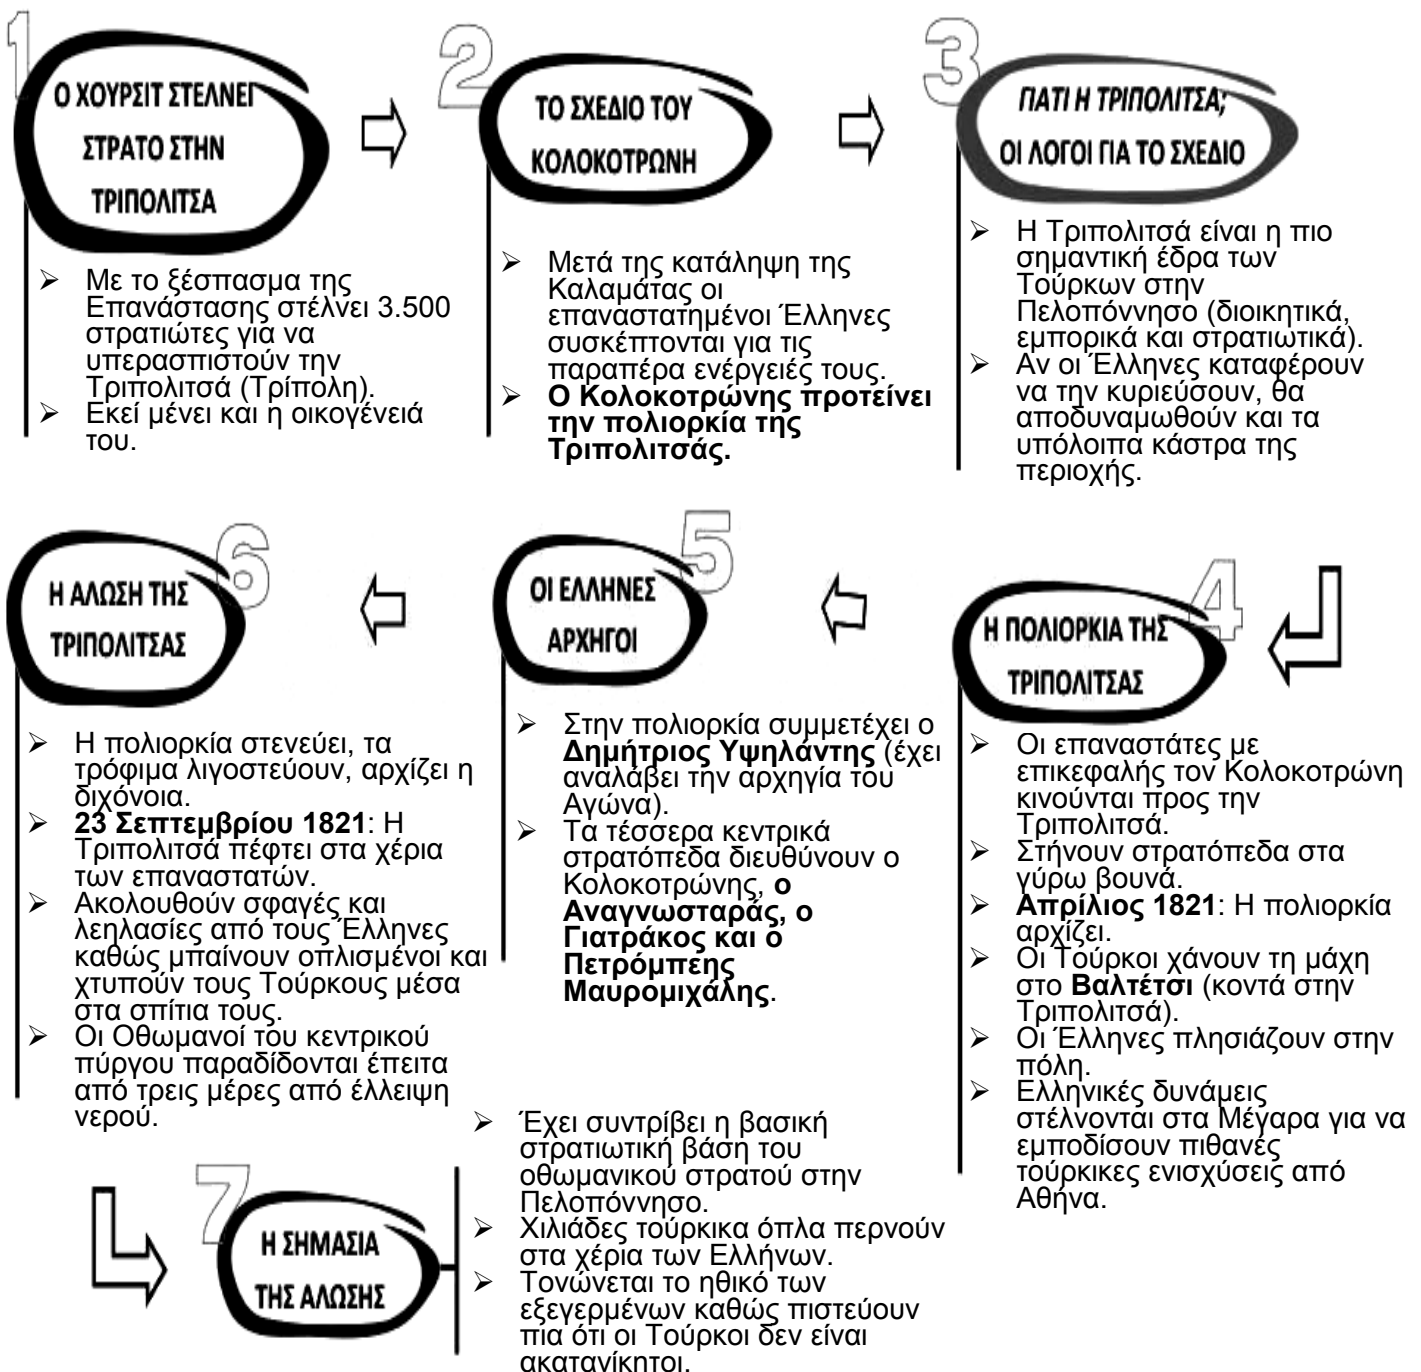 1
Ο ΧΟΥΡΣΙΤ ΣΤΕΛΝΕΙ
ΣΤΡΑΤΟ ΣΤΗΝ
ΤΡΙΠΟΛΙΤΣΑ
➢ Με το ξέσπασμα της
Επανάστασης στέλνει 3.500
στρατιώτες για να
υπερασπιστούν την
Τριπολιτσά (Τρίπολη).
➢ Εκεί μένει και η οικογένειά
του.
2
ΤΟ ΣΧΕΔΙΟ ΤΟΥ
ΚΟΛΟΚΟΤΡΩΝΗ
➢ Μετά της κατάληψη της
Καλαμάτας οι
επαναστατημένοι Έλληνες
συσκέπτονται για τις
παραπέρα ενέργειές τους.
➢ Ο Κολοκοτρώνης προτείνει
την πολιορκία της
Τριπολιτσάς.
3
ΓΙΑΤΙ Η ΤΡΙΠΟΛΙΤΣΑ;
ΟΙ ΛΟΓΟΙ ΓΙΑ ΤΟ ΣΧΕΔΙΟ
➢ Η Τριπολιτσά είναι η πιο
σημαντική έδρα των
Τούρκων στην
Πελοπόννησο (διοικητικά,
εμπορικά και στρατιωτικά).
➢ Αν οι Έλληνες καταφέρουν
να την κυριεύσουν, θα
αποδυναμωθούν και τα
υπόλοιπα κάστρα της
περιοχής.
4
Η ΠΟΛΙΟΡΚΙΑ ΤΗΣ
ΤΡΙΠΟΛΙΤΣΑΣ
➢ Οι επαναστάτες με
επικεφαλής τον Κολοκοτρώνη
κινούνται προς την
Τριπολιτσά.
➢ Στήνουν στρατόπεδα στα
γύρω βουνά.
➢ Απρίλιος 1821: Η πολιορκία
αρχίζει.
➢ Οι Τούρκοι χάνουν τη μάχη
στο Βαλτέτσι (κοντά στην
Τριπολιτσά).
➢ Οι Έλληνες πλησιάζουν στην
πόλη.
➢ Ελληνικές δυνάμεις
στέλνονται στα Μέγαρα για να
εμποδίσουν πιθανές
τούρκικες ενισχύσεις από
Αθήνα.
5
ΟΙ ΕΛΛΗΝΕΣ
ΑΡΧΗΓΟΙ
➢ Στην πολιορκία συμμετέχει ο
Δημήτριος Υψηλάντης (έχει
αναλάβει την αρχηγία του
Αγώνα).
➢ Τα τέσσερα κεντρικά
στρατόπεδα διευθύνουν ο
Κολοκοτρώνης, ο
Αναγνωσταράς, ο
Γιατράκος και ο
Πετρόμπεης
Μαυρομιχάλης.
6
Η ΑΛΩΣΗ ΤΗΣ
ΤΡΙΠΟΛΙΤΣΑΣ
➢ Η πολιορκία στενεύει, τα
τρόφιμα λιγοστεύουν, αρχίζει η
διχόνοια.
➢ 23 Σεπτεμβρίου 1821: Η
Τριπολιτσά πέφτει στα χέρια
των επαναστατών.
➢ Ακολουθούν σφαγές και
λεηλασίες από τους Έλληνες
καθώς μπαίνουν οπλισμένοι και
χτυπούν τους Τούρκους μέσα
στα σπίτια τους.
➢ Οι Οθωμανοί του κεντρικού
πύργου παραδίδονται έπειτα
από τρεις μέρες από έλλειψη
νερού.
7
Η ΣΗΜΑΣΙΑ
ΤΗΣ ΑΛΩΣΗΣ
➢ Έχει συντρίβει η βασική
στρατιωτική βάση του
οθωμανικού στρατού στην
Πελοπόννησο.
➢ Χιλιάδες τούρκικα όπλα περνούν
στα χέρια των Ελλήνων.
➢ Τονώνεται το ηθικό των
εξεγερμένων καθώς πιστεύουν
πια ότι οι Τούρκοι δεν είναι
ακατανίκητοι.